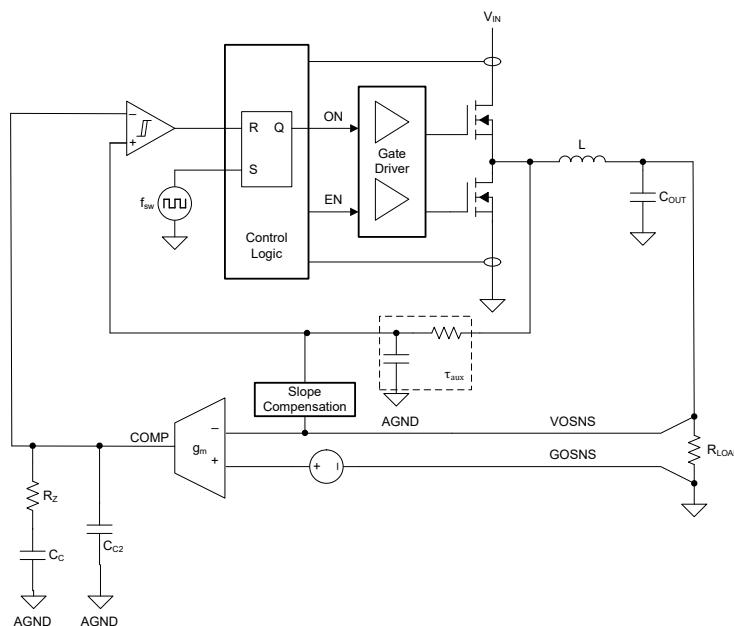 VIN
ON
R Q
Gate
Driver
L
S
fsw
COUT
EN
Control
Logic
τaux
Slope
Compensation
AGND
VOSNS
COMP
gm
GOSNS
RLOA
RZ
CC2
CC
AGND AGND